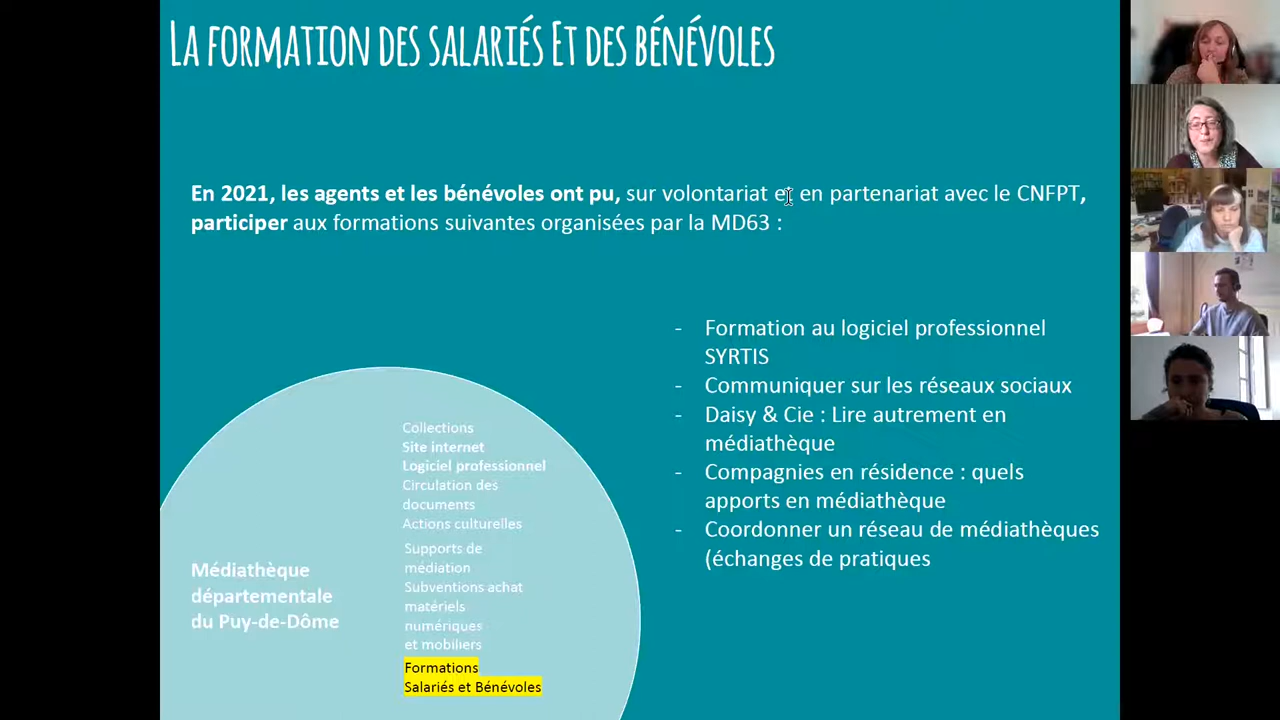 LA FORMATION DES SALARIÉS ET DES BÉNÉVOLES
En 2021, les agents et les bénévoles ont pu, sur volontariat et en partenariat avec le CNFPT,
participer aux formations suivantes organisées par la MD63 :
- Formation au logiciel professionnel
SYRTIS
- Communiquer sur les réseaux sociaux
- Daisy & Cie : Lire autrement en
médiathèque
- Compagnies en résidence : quels
apports en médiathèque
- Coordonner un réseau de médiathèques
(échanges de pratiques
Médiathèque
départementale
du Puy-de-Dôme
Collections
Site internet
Logiciel professionnel
Circulation des
documents
Actions culturelles
Supports de
médiation
Subventions achat
matériels
numériques
et mobiliers
Formations
Salariés et Bénévoles